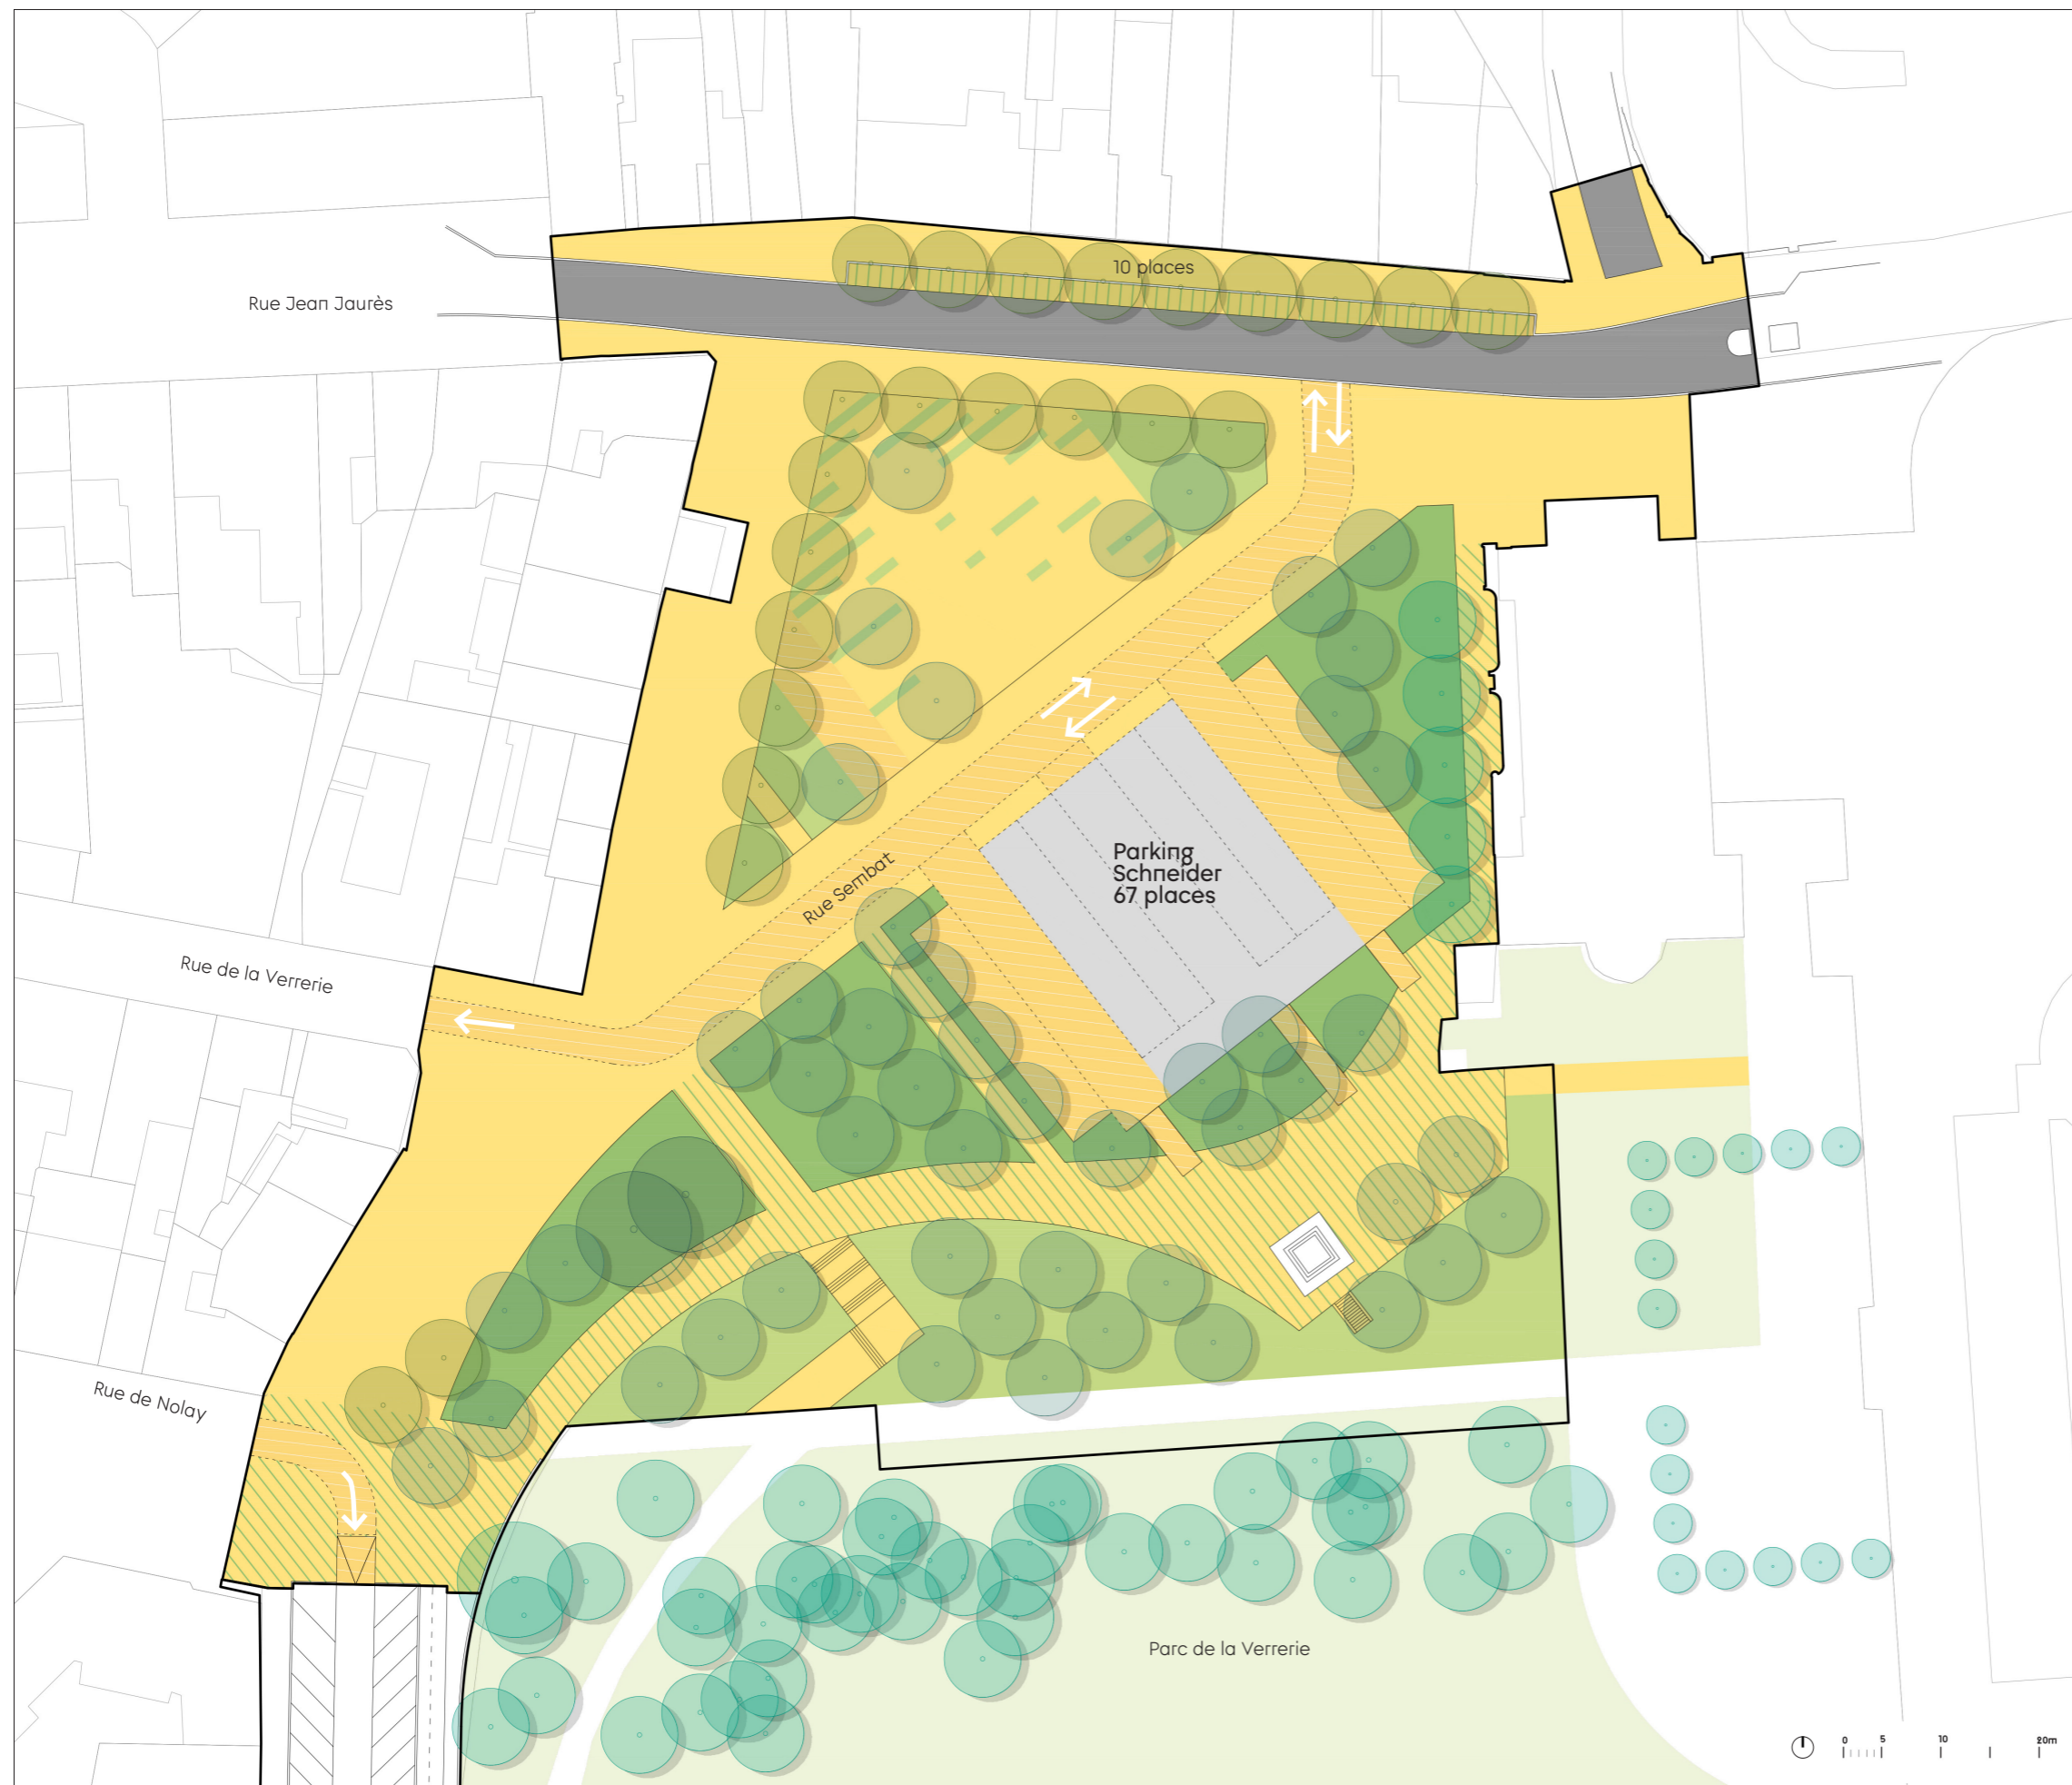 10 places
Rue Jean Jaurès
Parking
Schneider
67 places
Rue Sembat
Rue de la Verrerie
Rue de Nolay
Parc de la Verrerie
0 5 10 20m